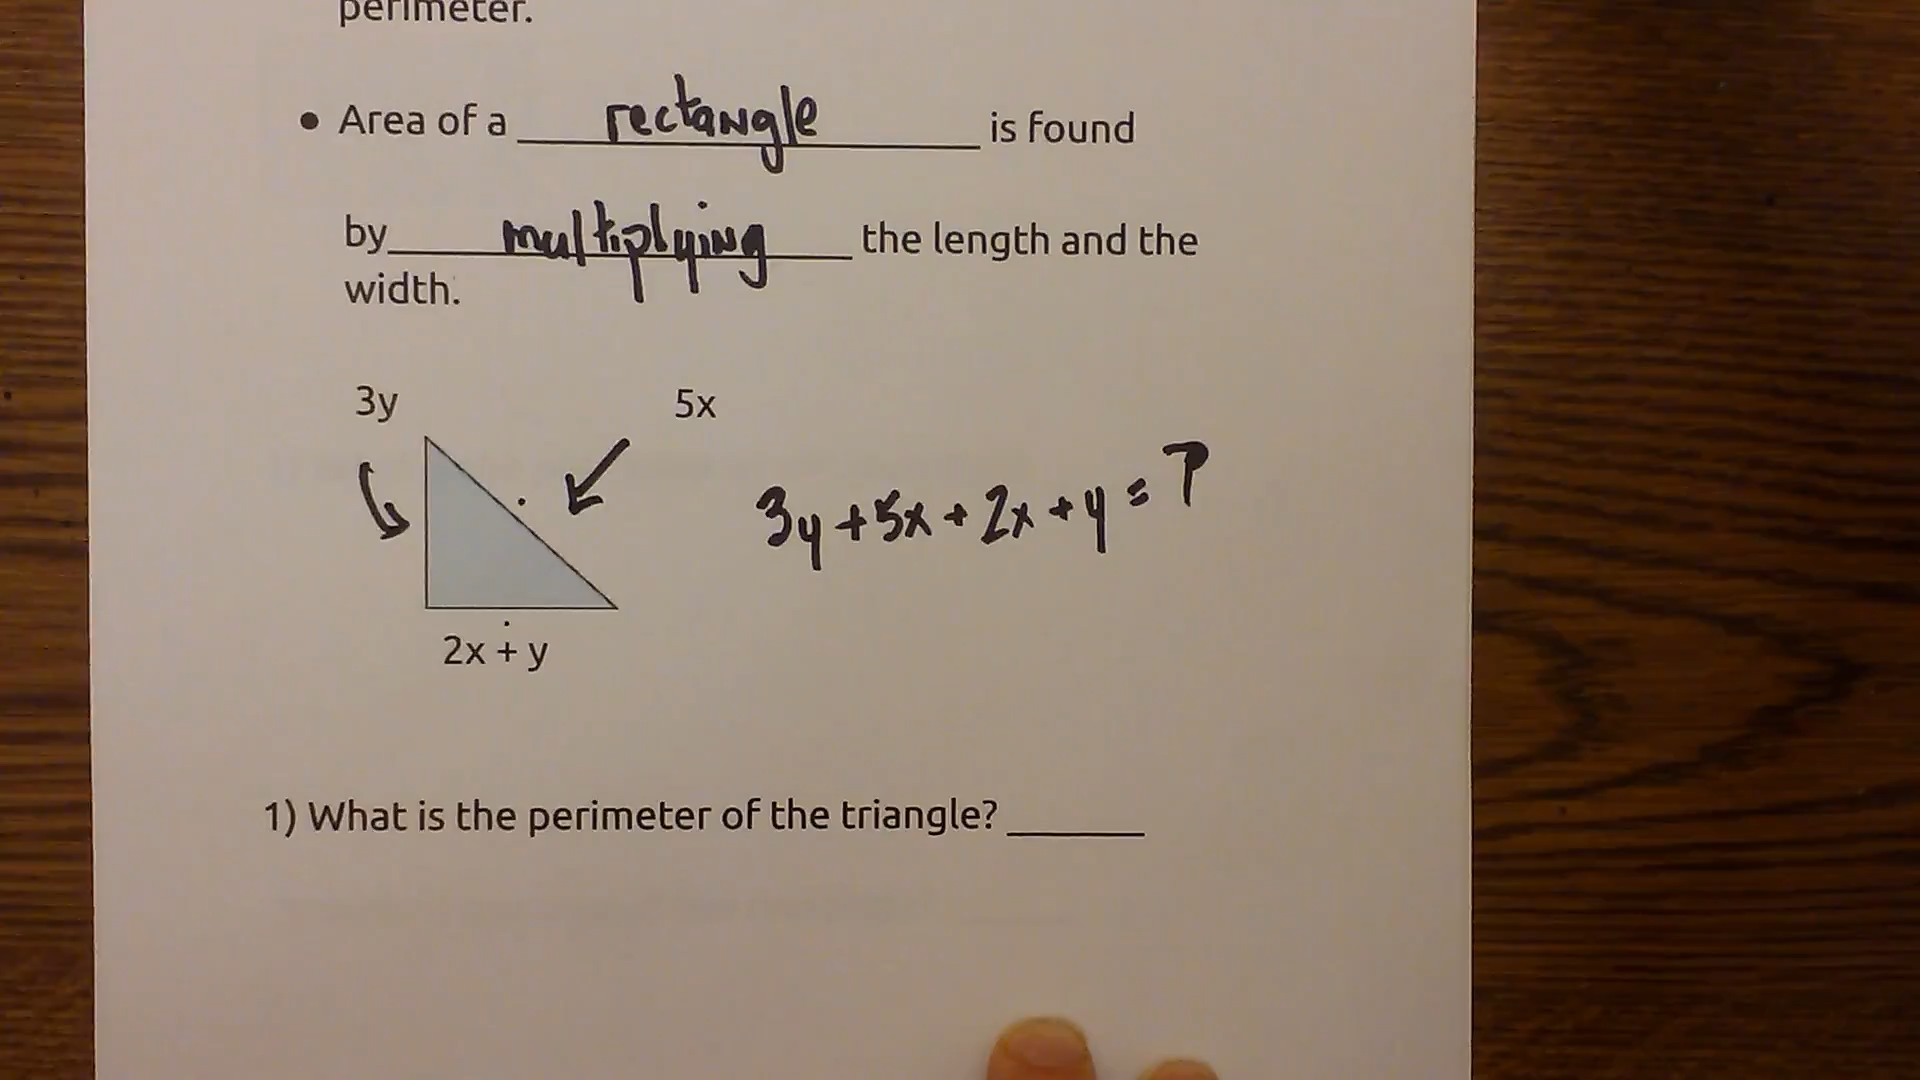 perimeter.
• Area of a rectangle is found
by multiplying the length and the
width.
3y 5x
3y + 5x + 2x + y = P
2x + y
1) What is the perimeter of the triangle? ______